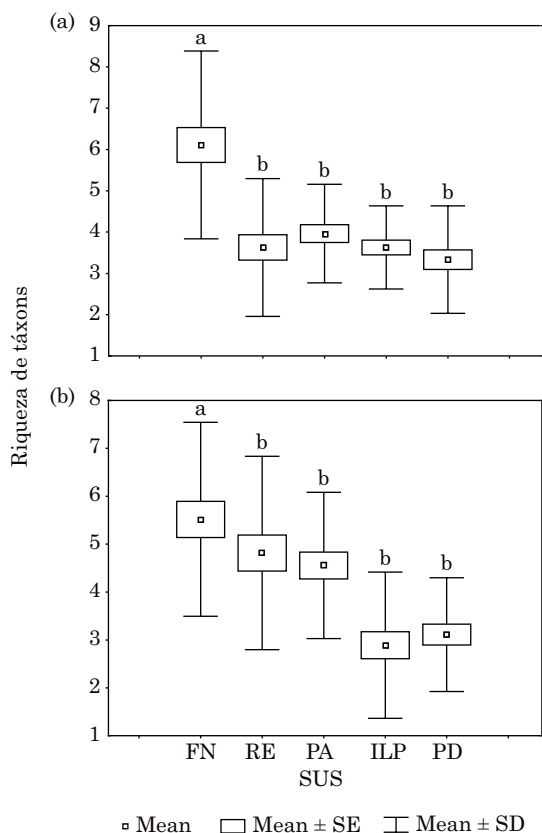 (a)
9
8
7
6
5
4
3
2
1
a
b
b
b
b
Riqueza de táxons
(b)
8
7
6
5
4
3
2
1
a
b
b
b
b
FN RE PA ILP PD
SUS
Mean Mean ± SE Mean ± SD